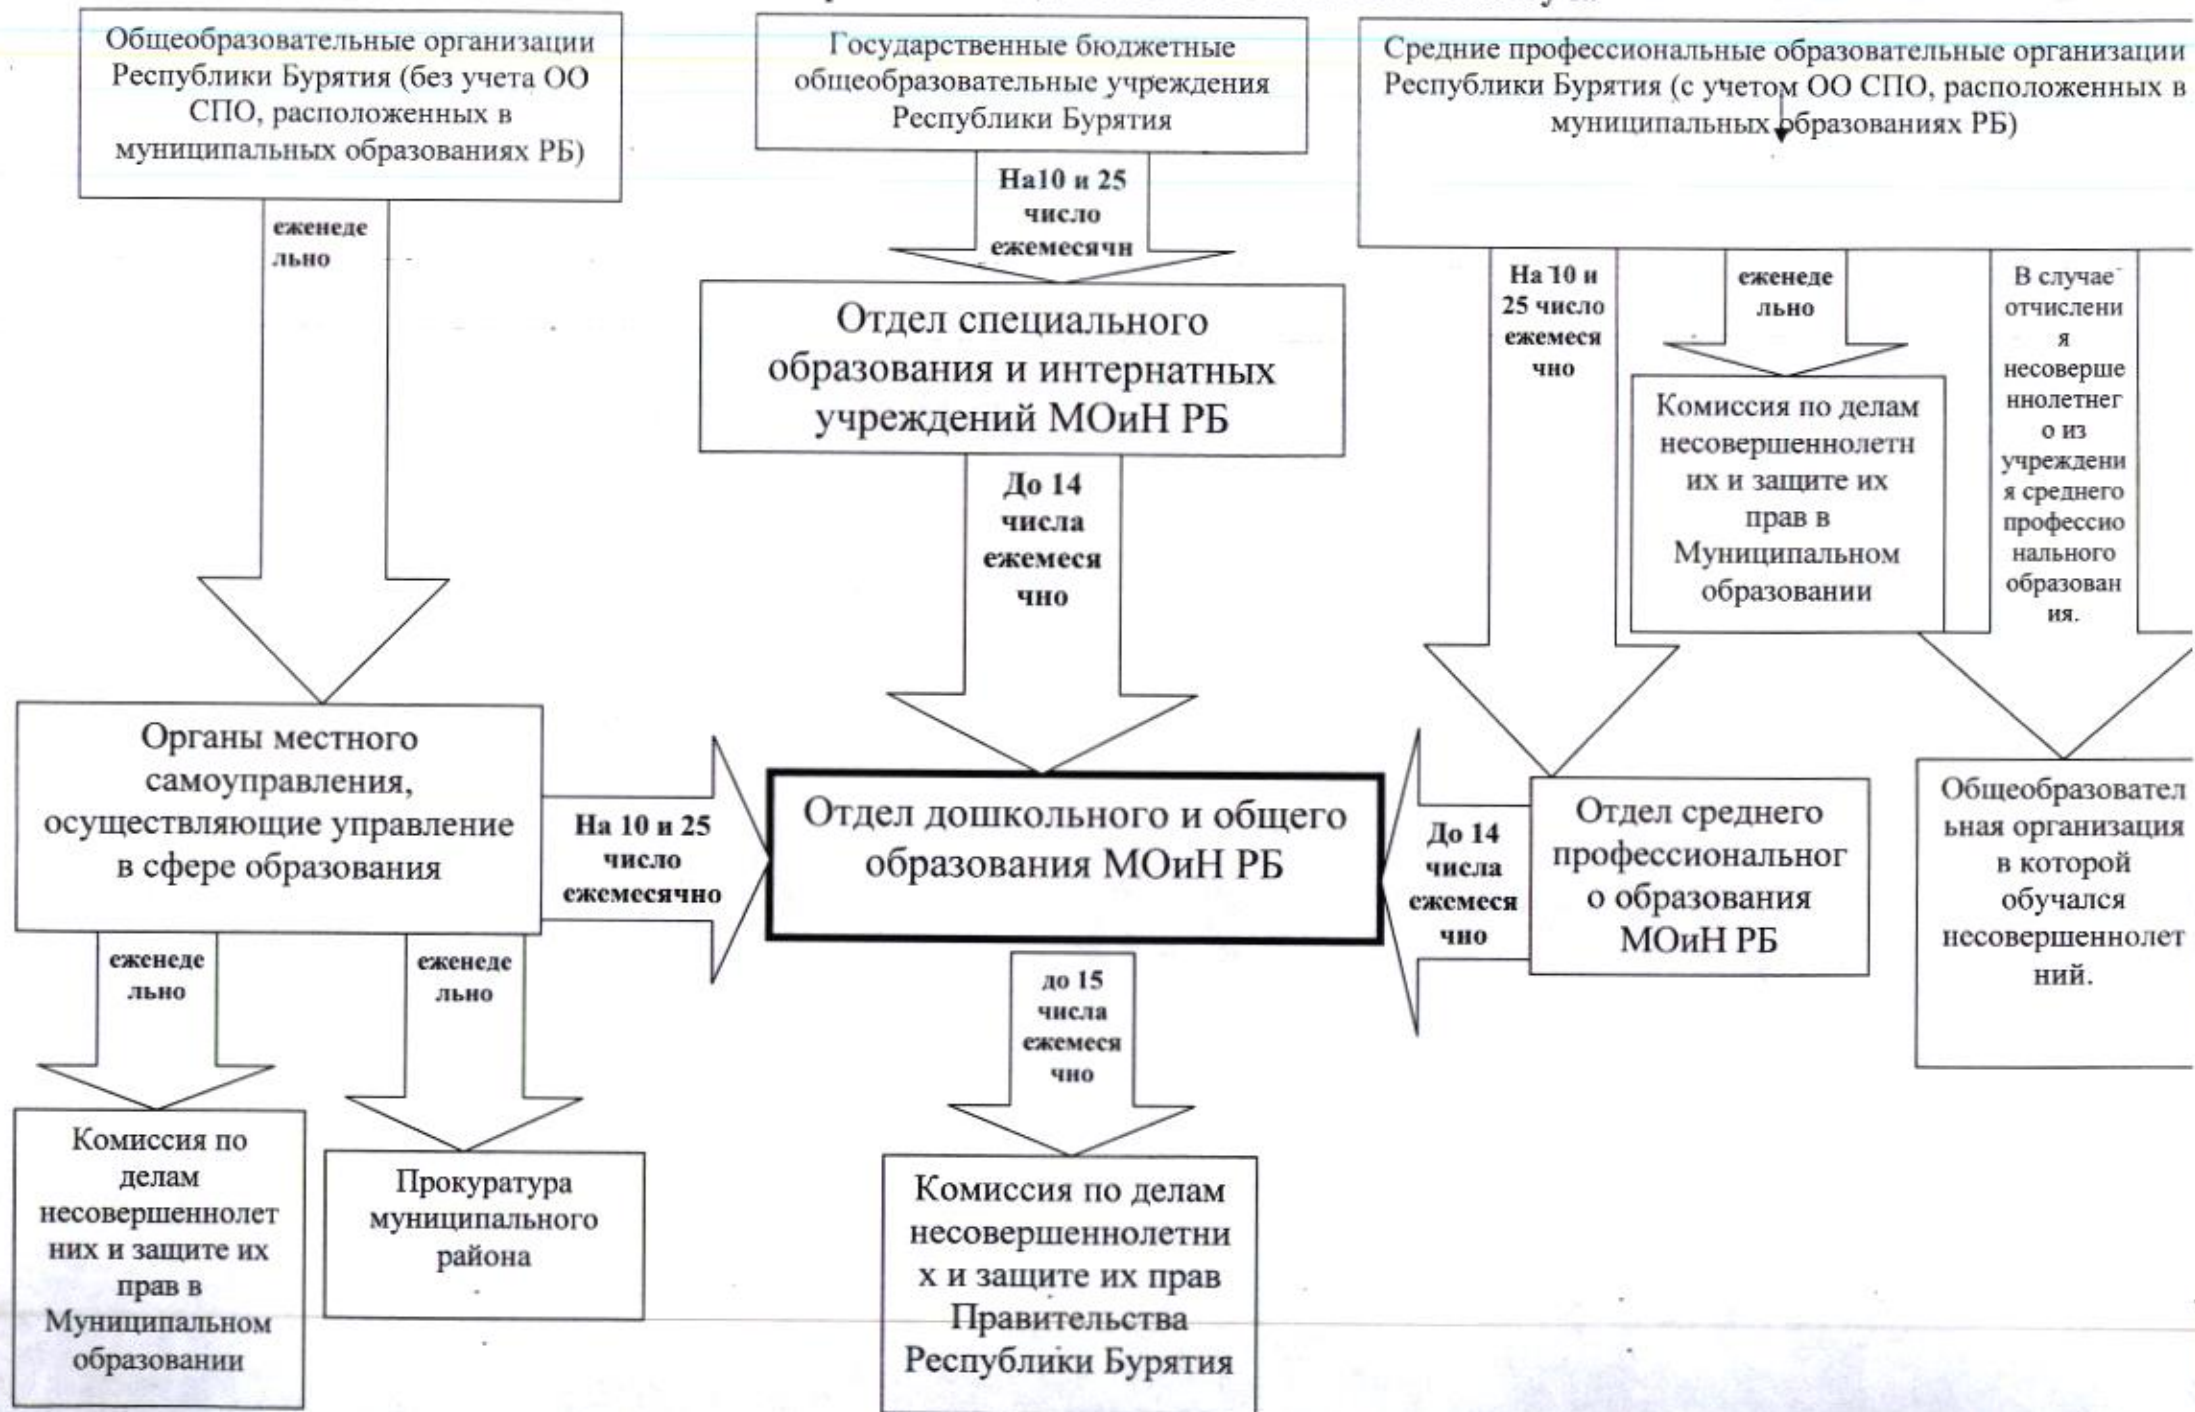 Общеобразовательные организации
Республики Бурятия (без учета ОО
СПО, расположенных в
муниципальных образованиях РБ)
Государственные бюджетные
общеобразовательные учреждения
Республики Бурятия
Средние профессиональные образовательные организации
Республики Бурятия (с учетом ОО СПО, расположенных в
муниципальных образованиях РБ)
еженеде
льно
На10 и 25
число
ежемесячн
На 10 и
25 число
ежемеся
чно
еженеде
льно
В случае
отчислени
я
несоверше
ннолетнег
о из
учреждени
я среднего
профессио
нального
образован
ия.
Отдел специального
образования и интернатных
учреждений МОиН РБ
Комиссия по делам
несовершеннолетн
их и защите их
прав в
Муниципальном
образовании
До 14
числа
ежемеся
чно
Органы местного
самоуправления,
осуществляющие управление
в сфере образования
На 10 и 25
число
ежемесячно
Отдел дошкольного и общего
образования МОиН РБ
До 14
числа
ежемеся
чно
Отдел среднего
профессиональног
о образования
МОиН РБ
Общеобразовател
ьная организация
в которой
обучался
несовершеннолет
ний.
еженеде
льно
еженеде
льно
до 15
числа
ежемеся
чно
Комиссия по
делам
несовершеннолет
них и защите их
прав в
Муниципальном
образовании
Прокуратура
муниципального
района
Комиссия по делам
несовершеннолетни
х и защите их прав
Правительства
Республики Бурятия